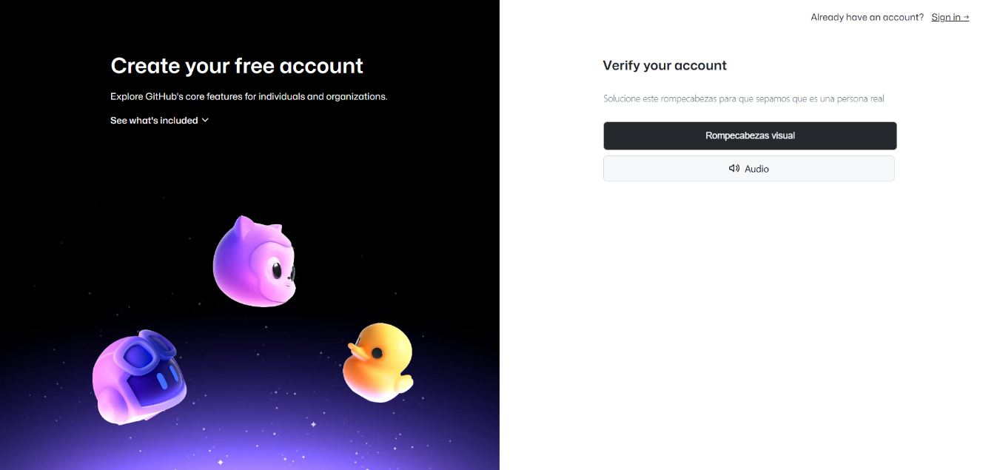 Already have an account? Sign in →
Create your free account
Explore GitHub's core features for individuals and organizations.
See what's included
Verify your account
Solucione este rompecabezas para que sepamos que es una persona real
Rompecabezas visual
Audio